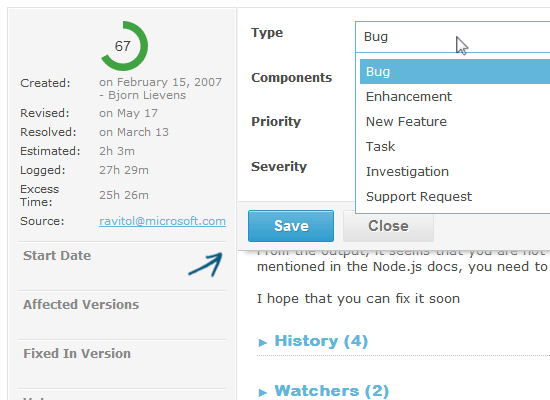 67
Created: on February 15, 2007
- Bjorn Lievens
Revised: on May 17
Resolved: on March 13
Estimated: 2h 3m
Logged: 27h 29m
Excess
Time: 25h 26m
Source: ravitol@microsoft.com
Start Date
Affected Versions
Fixed In Version
Type Bug
Components
Priority
Severity
Bug
Enhancement
New Feature
Task
Investigation
Support Request
Save Close
From the output, it seems that you are not
mentioned in the Node.js docs, you need to
I hope that you can fix it soon
History (4)
Watchers (2)